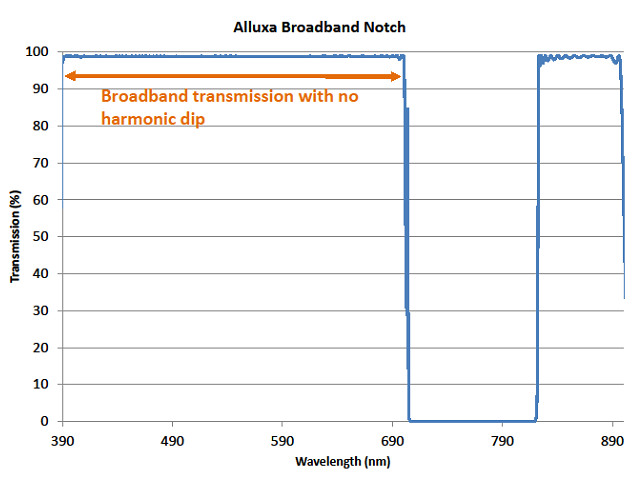 Alluxa Broadband Notch
100
90
80
70
60
50
40
30
20
10
0
Transmission (%)
Broadband transmission with no
harmonic dip
390 490 590 690 790 890
Wavelength (nm)